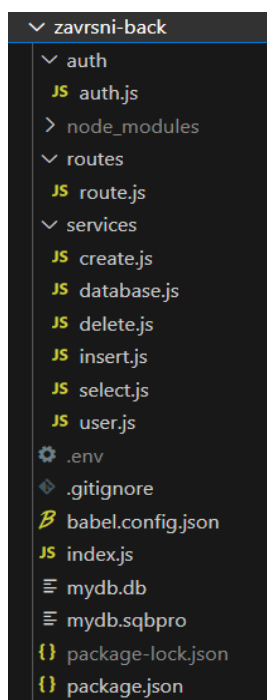 zavrsni-back
auth
JS auth.js
node_modules
routes
JS route.js
services
JS create.js
JS database.js
JS delete.js
JS insert.js
JS select.js
JS user.js
.env
.gitignore
babel.config.json
JS index.js
mydb.db
mydb.sqbpro
{} package-lock.json
{} package.json